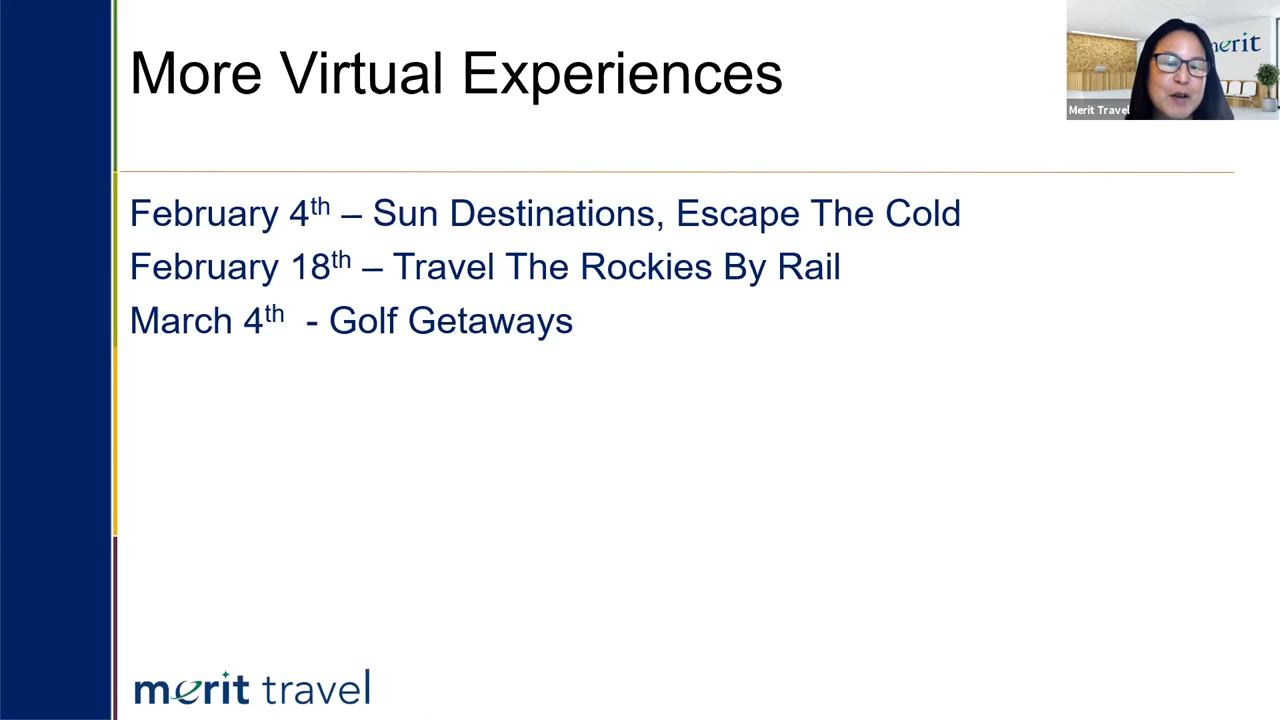 More Virtual Experiences
merit
Merit Travel
February 4th – Sun Destinations, Escape The Cold
February 18th – Travel The Rockies By Rail
March 4th - Golf Getaways
merit travel